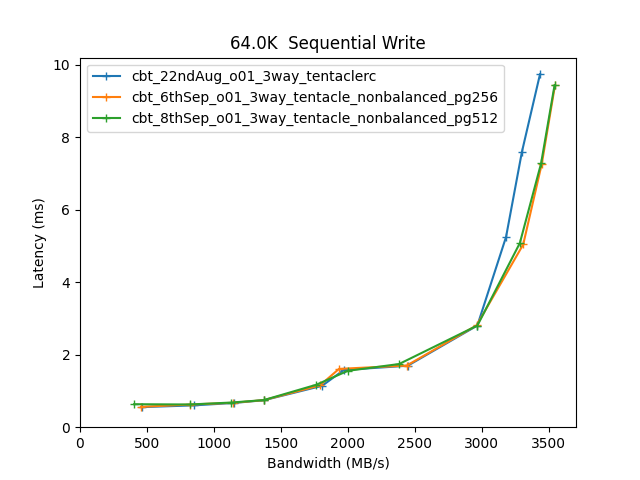 64.0K  Sequential Write
cbt_22ndAug_o01_3way_tentaclerc
cbt_6thSep_o01_3way_tentacle_nonbalanced_pg256
cbt_8thSep_o01_3way_tentacle_nonbalanced_pg512
10
8
6
4
2
0
Latency (ms)
0 500 1000 1500 2000 2500 3000 3500
Bandwidth (MB/s)